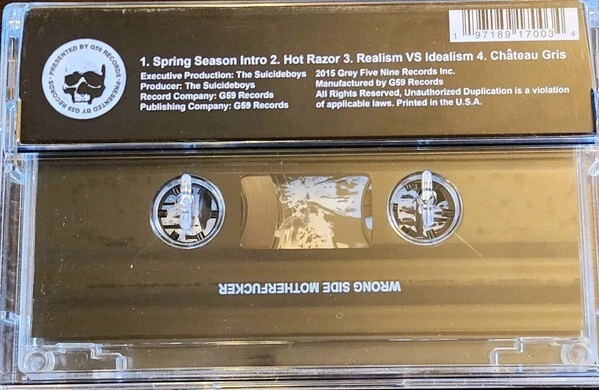 1 97189 17003 4
·PRESENTED BY G59 RECORDS·PRESENTED BY G59 RECORDS
1. Spring Season Intro 2. Hot Razor 3. Realism VS Idealism 4. Château Gris
Executive Production: The Suicideboys
Producer: The Suicideboys
Record Company: G59 Records
Publishing Company: G59 Records
2015 Grey Five Nine Records Inc.
Manufactured by G59 Records
All Rights Reserved, Unauthorized Duplication is a violation
of applicable laws. Printed in the U.S.A.
WRONG SIDE MOTHERFUCKER